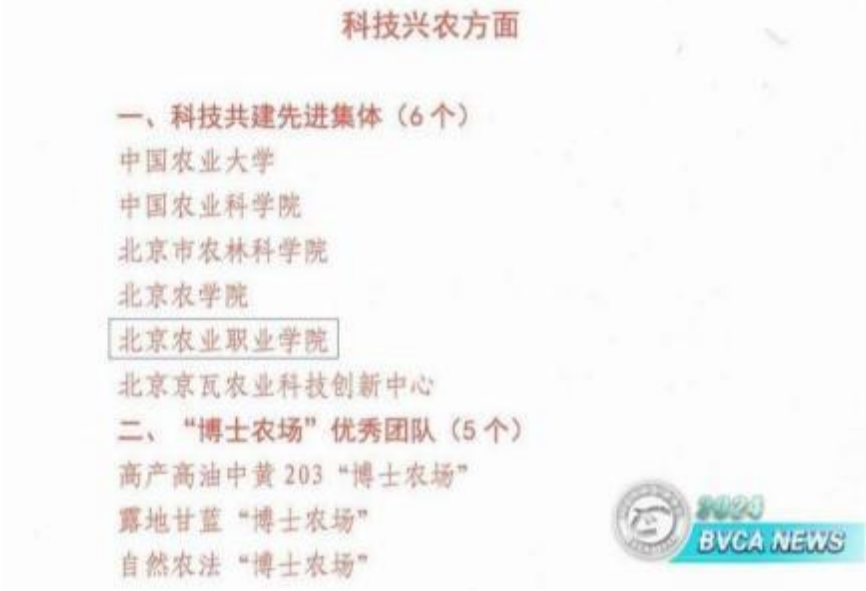 科技兴农方面
一、科技共建先进集体（6个）
中国农业大学
中国农业科学院
北京市农林科学院
北京农学院
北京农业职业学院
北京京瓦农业科技创新中心
二、“博士农场”优秀团队（5个）
高产高油中黄203“博士农场”
露地甘蓝“博士农场”
自然农法“博士农场”
2024
BVCA NEWS